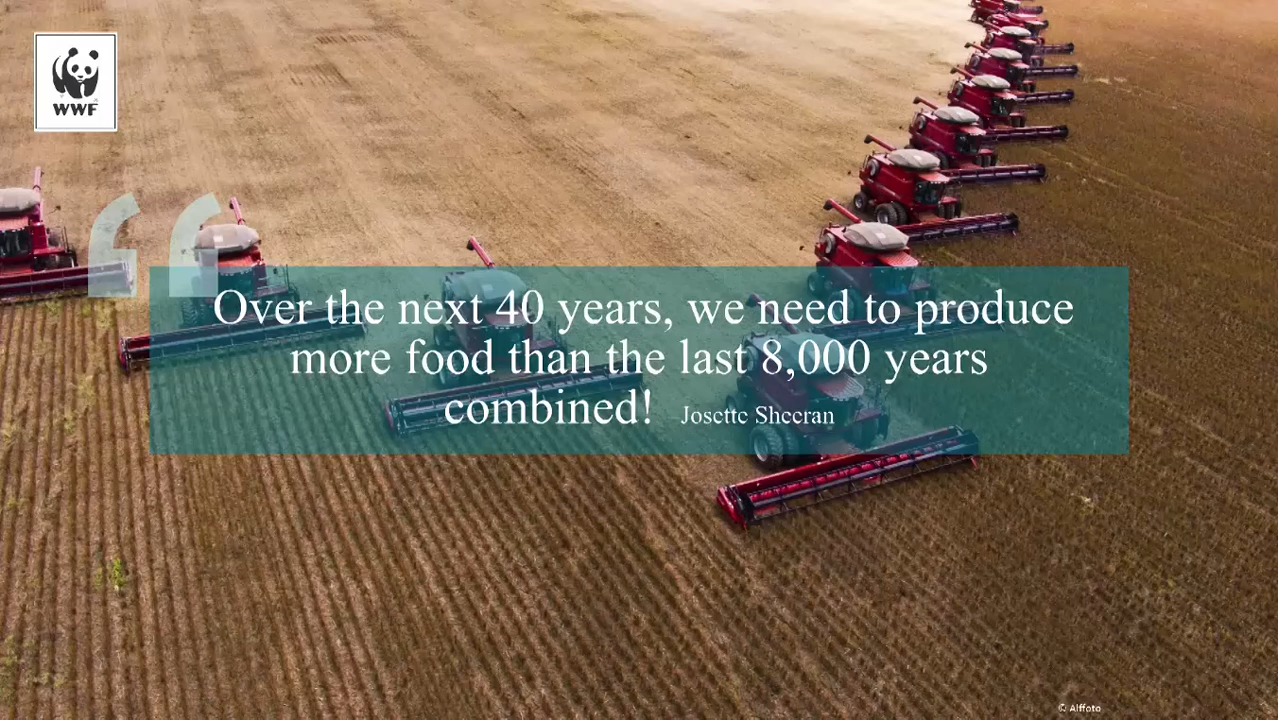 WWF
Over the next 40 years, we need to produce
more food than the last 8,000 years
combined! Josette Sheeran
© Alffoto